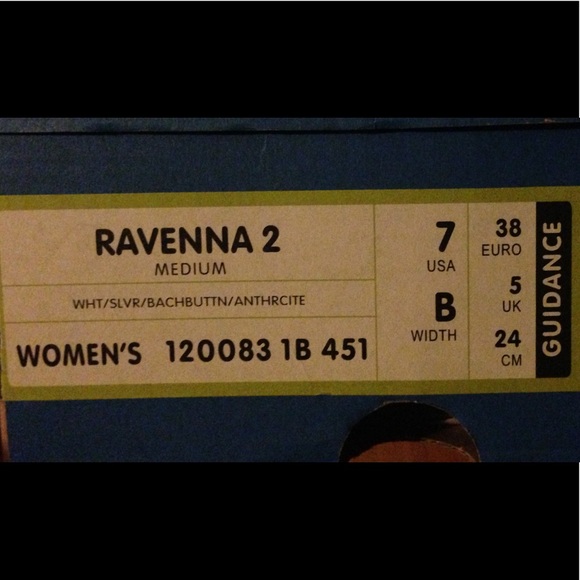 RAVENNA 2
MEDIUM
WHT/SLVR/BACHBUTTN/ANTHRCITE
WOMEN'S 120083 1B 451
7
USA
B
WIDTH
38
EURO
5
UK
24
CM
GUIDANCE